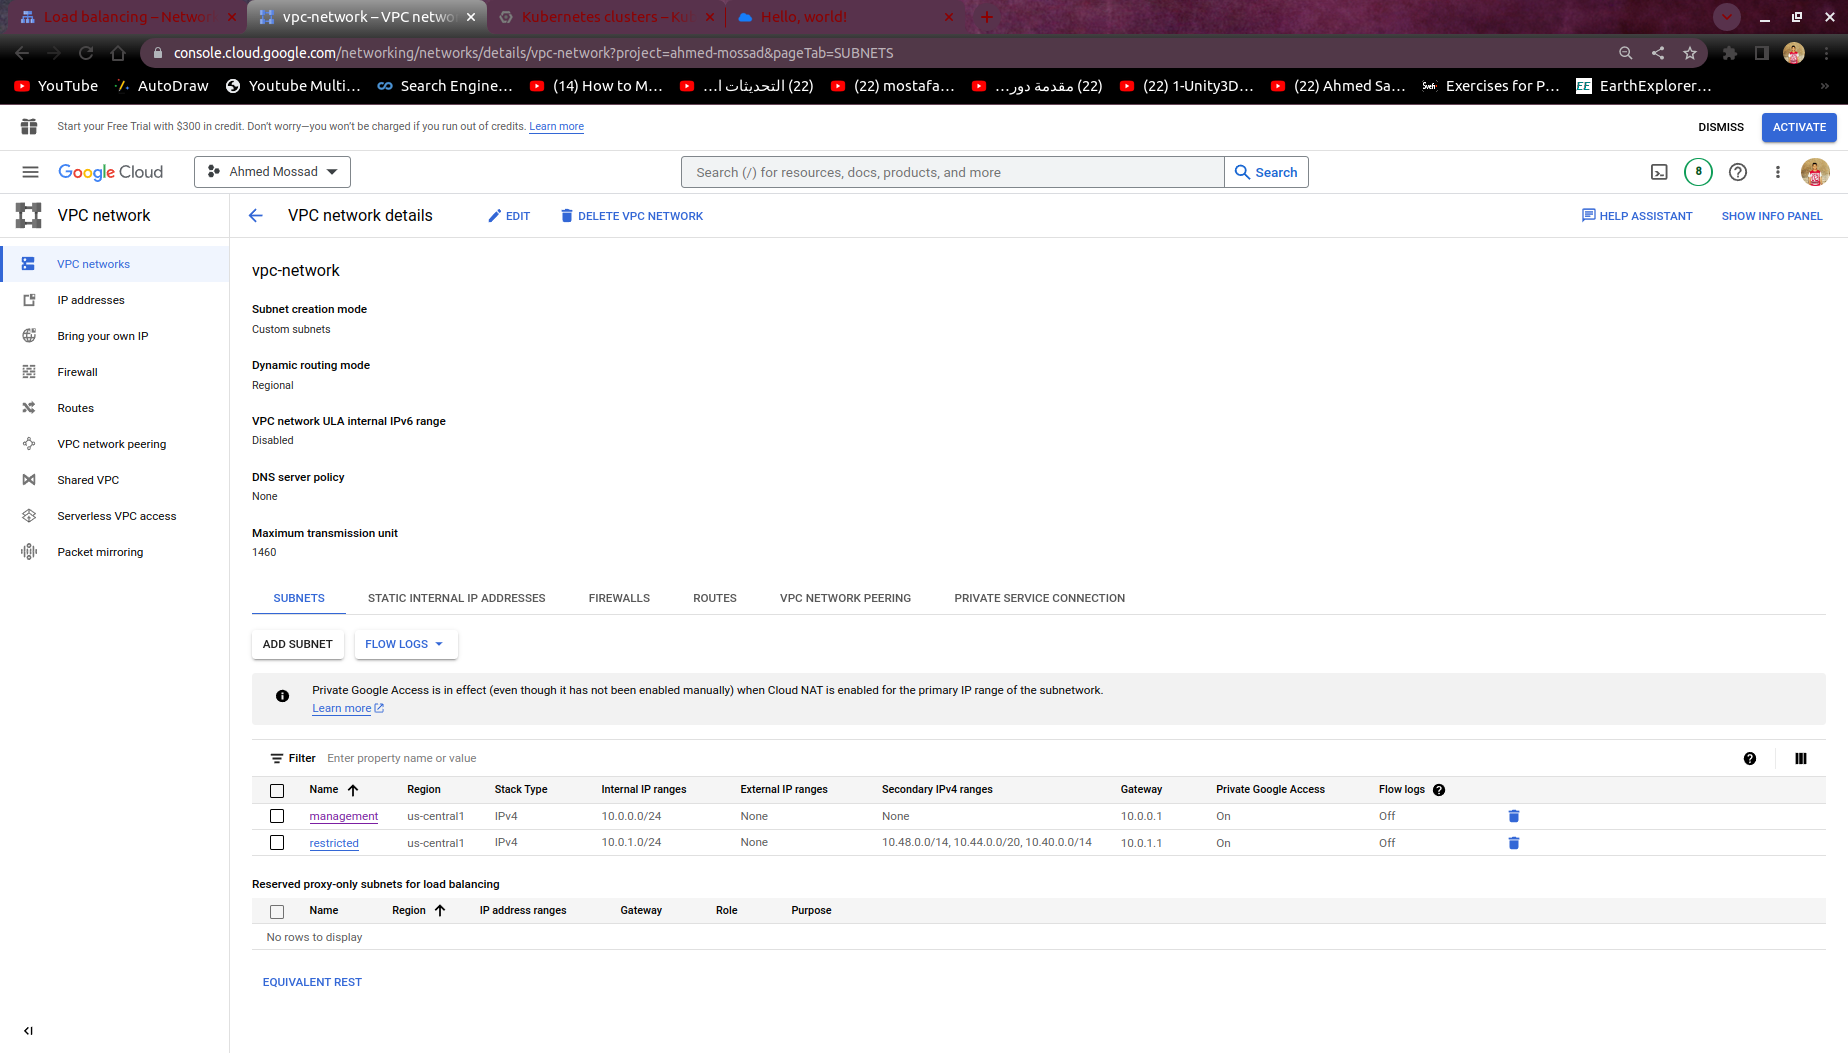 Load balancing – Networ
vpc-network – VPC netwo
Kubernetes clusters – Ku
Hello, world!
console.cloud.google.com/networking/networks/details/vpc-network?project=ahmed-mossad&pageTab=SUBNETS
YouTube
AutoDraw
Youtube Multi...
Search Engine...
(14) How to M...
(22) التحديثات ا...
(22) mostafa...
(22) مقدمة دور...
(22) 1-Unity3D...
(22) Ahmed Sa...
Exercises for P...
EE EarthExplorer...
»
Start your Free Trial with $300 in credit. Don't worry—you won't be charged if you run out of credits. Learn more
DISMISS
ACTIVATE
Google Cloud
Ahmed Mossad
Search (/) for resources, docs, products, and more
Search
8
VPC network
VPC network details
EDIT
DELETE VPC NETWORK
HELP ASSISTANT
SHOW INFO PANEL
VPC networks
IP addresses
Bring your own IP
Firewall
Routes
VPC network peering
Shared VPC
Serverless VPC access
Packet mirroring
vpc-network
Subnet creation mode
Custom subnets
Dynamic routing mode
Regional
VPC network ULA internal IPv6 range
Disabled
DNS server policy
None
Maximum transmission unit
1460
SUBNETS STATIC INTERNAL IP ADDRESSES FIREWALLS ROUTES VPC NETWORK PEERING PRIVATE SERVICE CONNECTION
ADD SUBNET
FLOW LOGS
Private Google Access is in effect (even though it has not been enabled manually) when Cloud NAT is enabled for the primary IP range of the subnetwork.
Learn more
Filter Enter property name or value
Name Region Stack Type Internal IP ranges External IP ranges Secondary IPv4 ranges Gateway Private Google Access Flow logs
management us-central1 IPv4 10.0.0.0/24 None None 10.0.0.1 On Off
restricted us-central1 IPv4 10.0.1.0/24 None 10.48.0.0/14, 10.44.0.0/20, 10.40.0.0/14 10.0.1.1 On Off
Reserved proxy-only subnets for load balancing
Name Region IP address ranges Gateway Role Purpose
No rows to display
EQUIVALENT REST